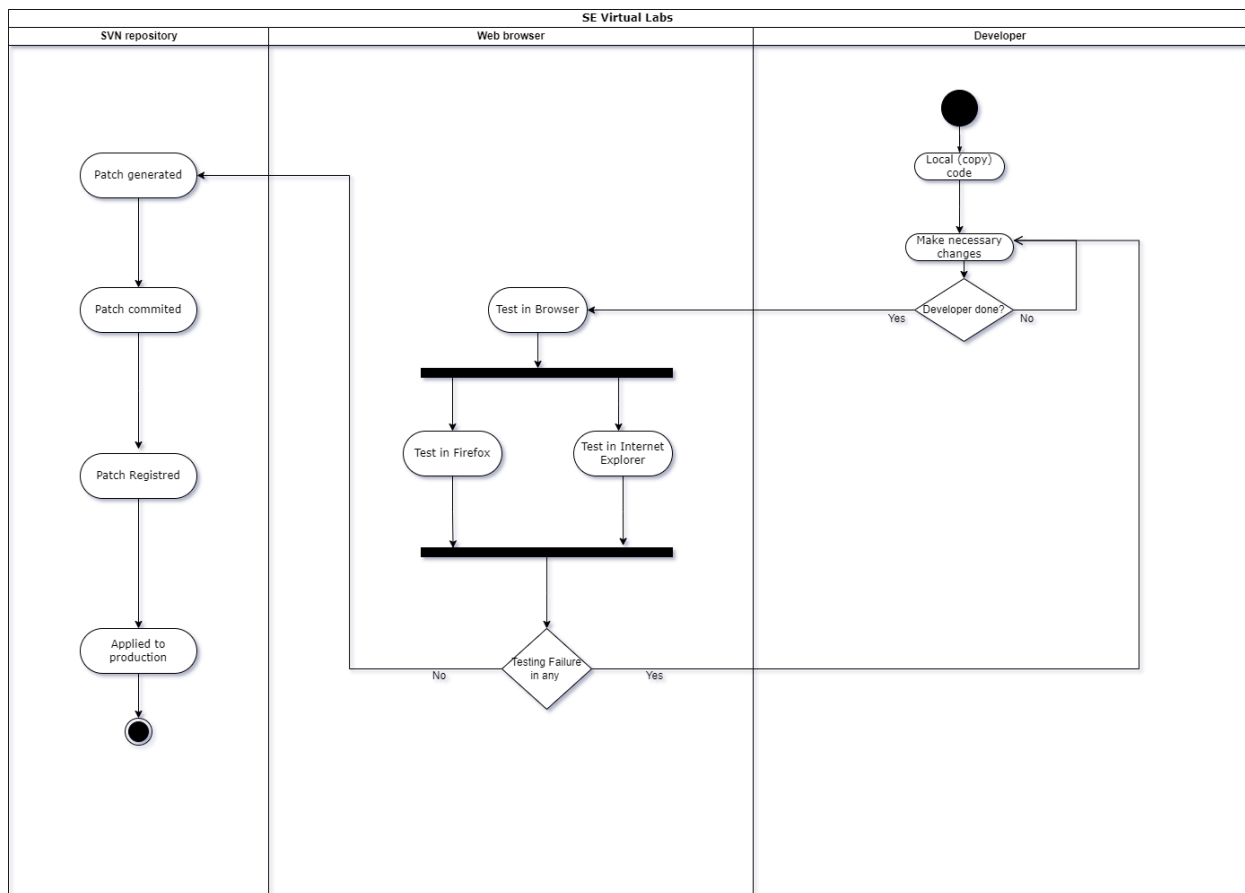 SE Virtual Labs
SVN repository
Web browser
Developer
Local (copy)
code
Patch generated
Make necessary
changes
Patch commited
Test in Browser
Developer done?
Yes
No
Test in Firefox
Test in Internet
Explorer
Patch Registred
Applied to
production
Testing Failure
in any
No
Yes